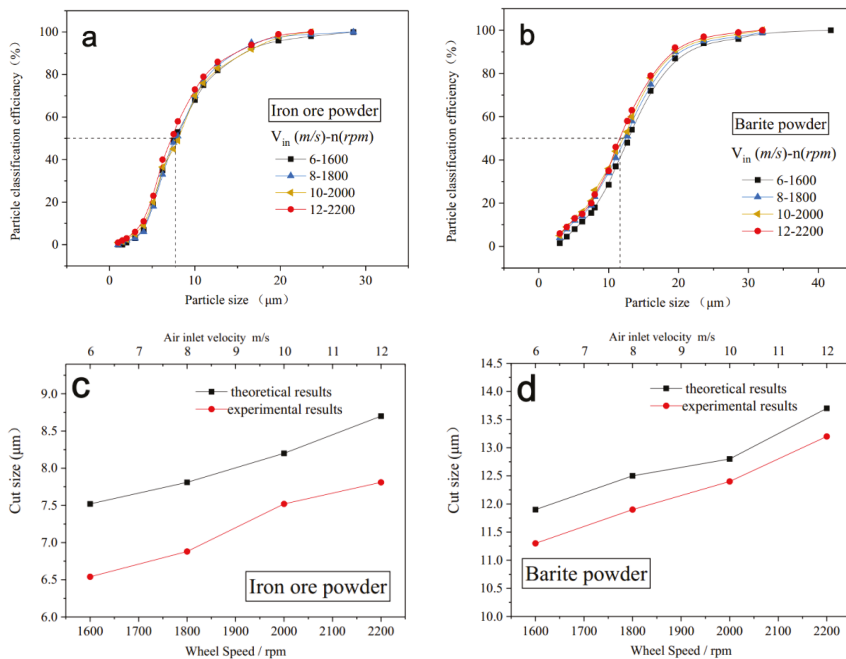 a
Particle classification efficiency (%)
100
80
60
40
20
0
Iron ore powder
V_in (m/s)-n(rpm)
6-1600
8-1800
10-2000
12-2200
0 10 20 30
Particle size （μm）
b
Particle classification efficiency (%)
100
80
60
40
20
0
Barite powder
V_in (m/s)-n(rpm)
6-1600
8-1800
10-2000
12-2200
0 10 20 30 40
Particle size （μm）
Air inlet velocity m/s
6 7 8 9 10 11 12
c
theoretical results
experimental results
Cut size (μm)
9.0
8.5
8.0
7.5
7.0
6.5
6.0
Iron ore powder
1600 1700 1800 1900 2000 2100 2200
Wheel Speed / rpm
Air inlet velocity m/s
6 7 8 9 10 11 12
d
theoretical results
experimental results
Cut size (μm)
14.5
14.0
13.5
13.0
12.5
12.0
11.5
11.0
10.5
10.0
Barite powder
1600 1700 1800 1900 2000 2100 2200
Wheel Speed / rpm